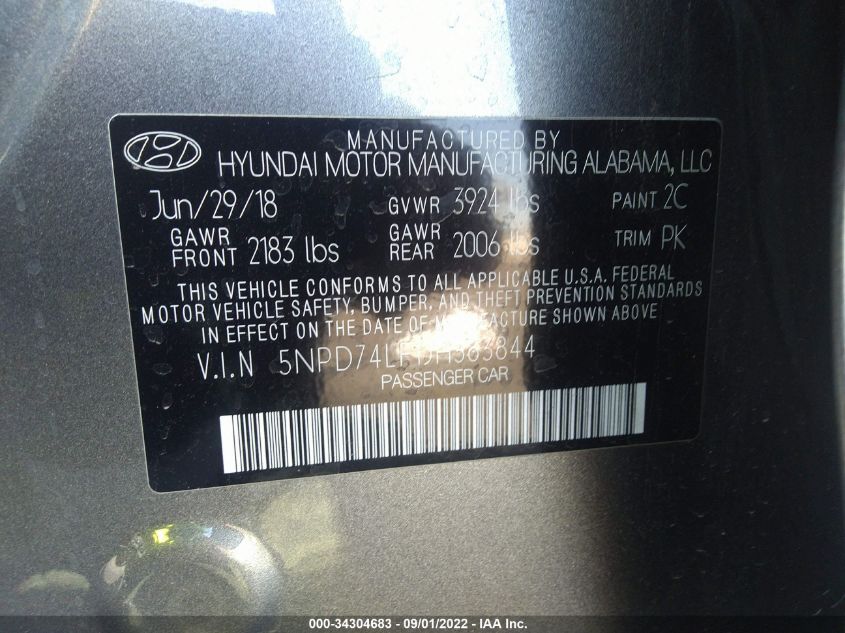 MANUFACTURED BY
HYUNDAI MOTOR MANUFACTURING ALABAMA, LLC
Jun/29/18 GVWR 3924 lbs PAINT 2C
GAWR FRONT 2183 lbs GAWR REAR 2006 lbs TRIM PK
THIS VEHICLE CONFORMS TO ALL APPLICABLE U.S.A. FEDERAL
MOTOR VEHICLE SAFETY, BUMPER, AND THEFT PREVENTION STANDARDS
IN EFFECT ON THE DATE OF MANUFACTURE SHOWN ABOVE
V.I.N
PASSENGER CAR
000-34304683 - 09/01/2022 - IAA Inc.